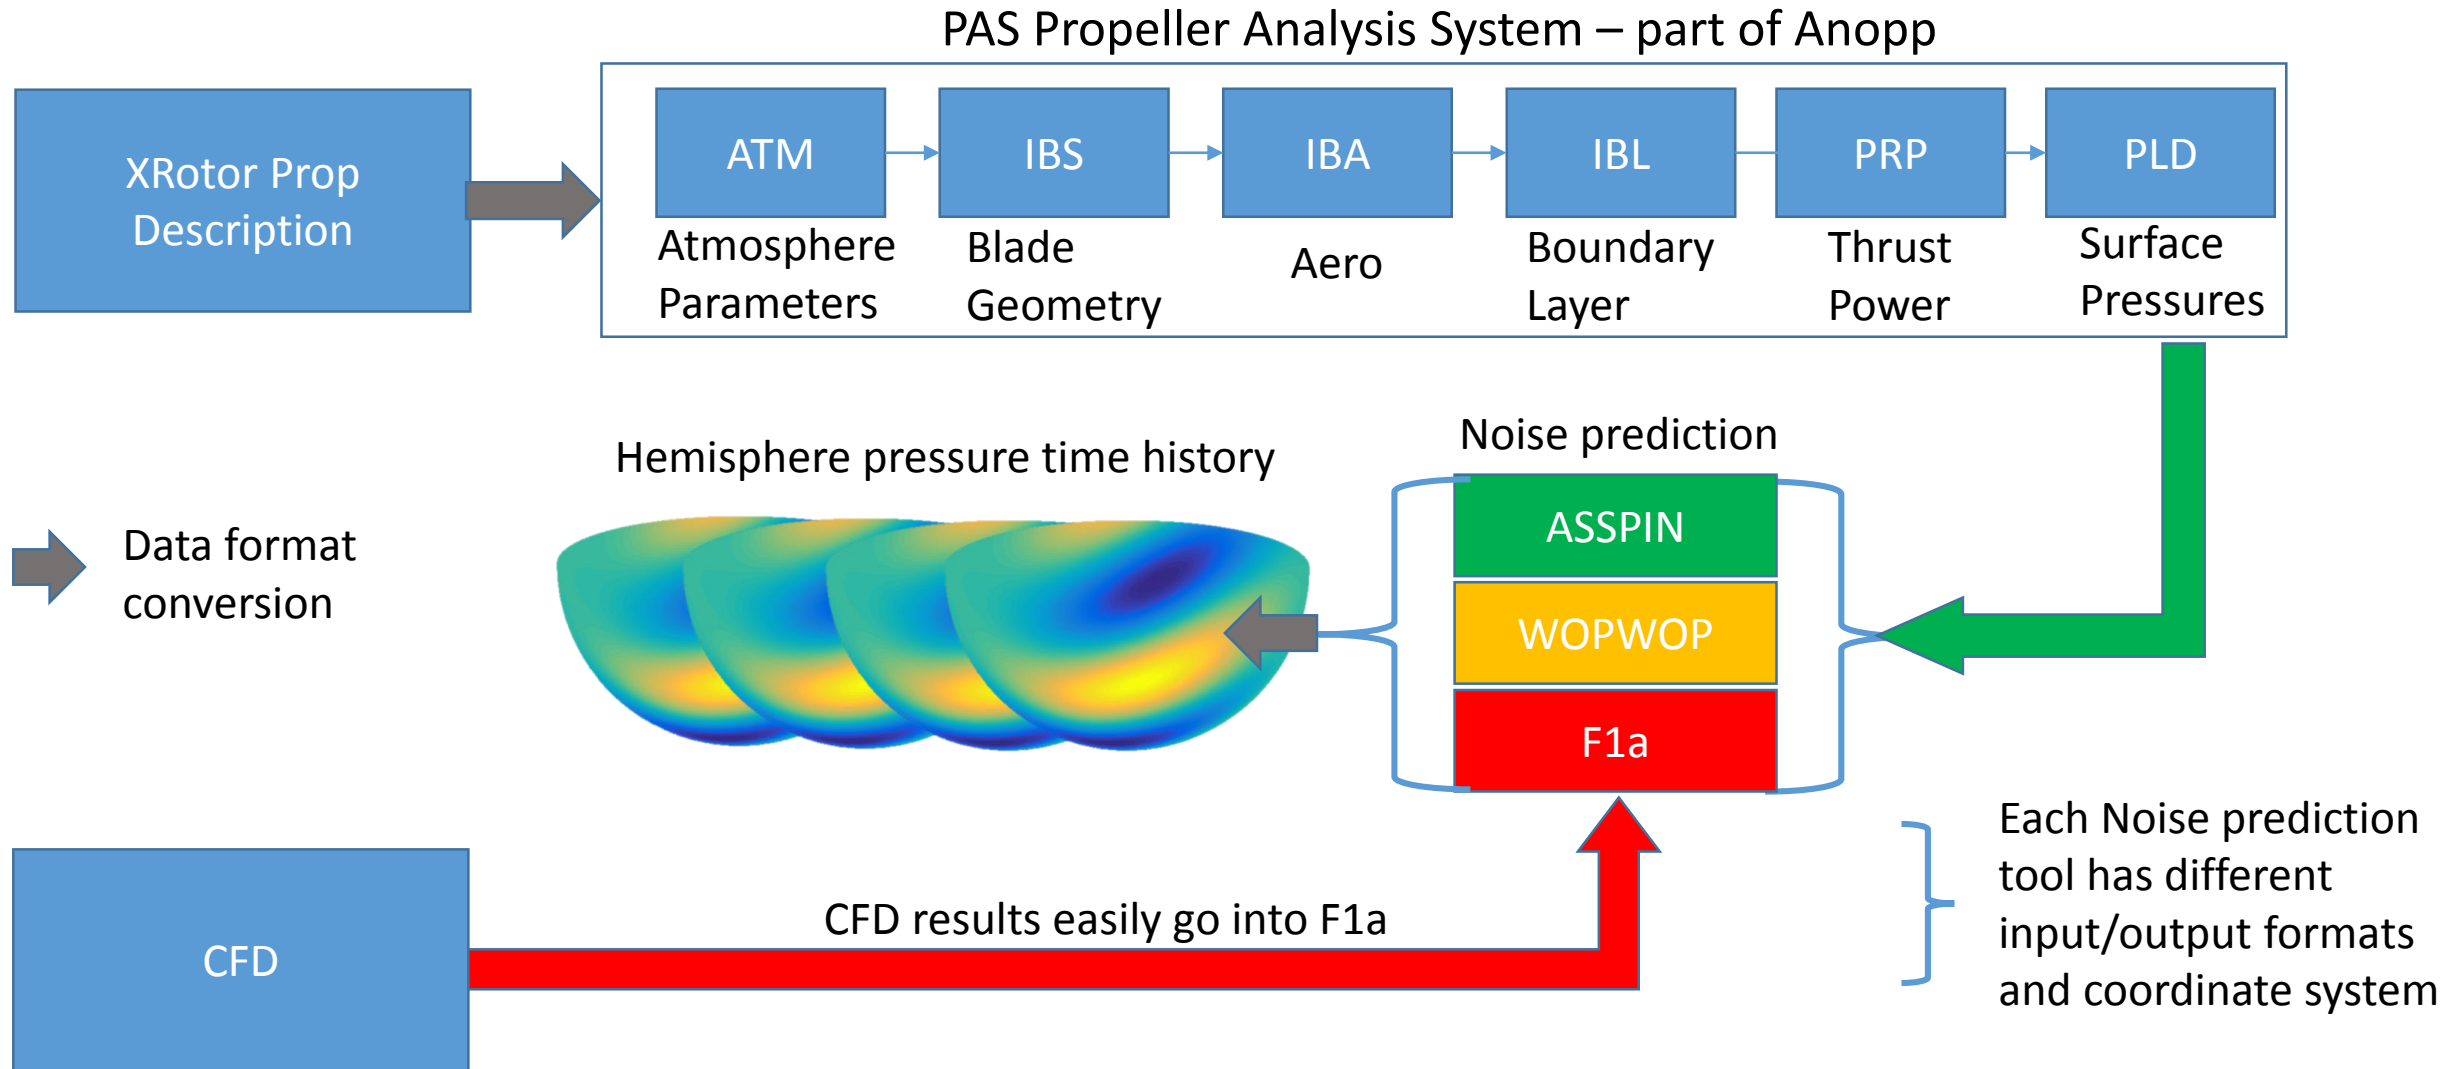 PAS Propeller Analysis System – part of Anopp
XRotor Prop
Description
ATM
IBS
IBA
IBL
PRP
PLD
Atmosphere
Parameters
Blade
Geometry
Aero
Boundary
Layer
Thrust
Power
Surface
Pressures
Hemisphere pressure time history
Noise prediction
ASSPIN
WOPWOP
F1a
Data format
conversion
CFD
CFD results easily go into F1a
Each Noise prediction
tool has different
input/output formats
and coordinate system